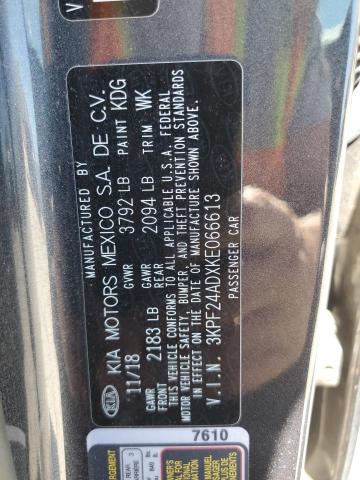 MANUFACTURED BY
KIA KIA MOTORS MEXICO S.A. DE C.V.
11/18 GVWR 3792 LB PAINT KDG
GAWR FRONT 2183 LB GAWR REAR 2094 LB TRIM WK
THIS VEHICLE CONFORMS TO ALL APPLICABLE U.S.A. FEDERAL
MOTOR VEHICLE SAFETY, BUMPER, AND THEFT PREVENTION STANDARDS
IN EFFECT ON THE DATE OF MANUFACTURE SHOWN ABOVE.
V.I.N. 3KPF24ADXKE066613
PASSENGER CAR
7610